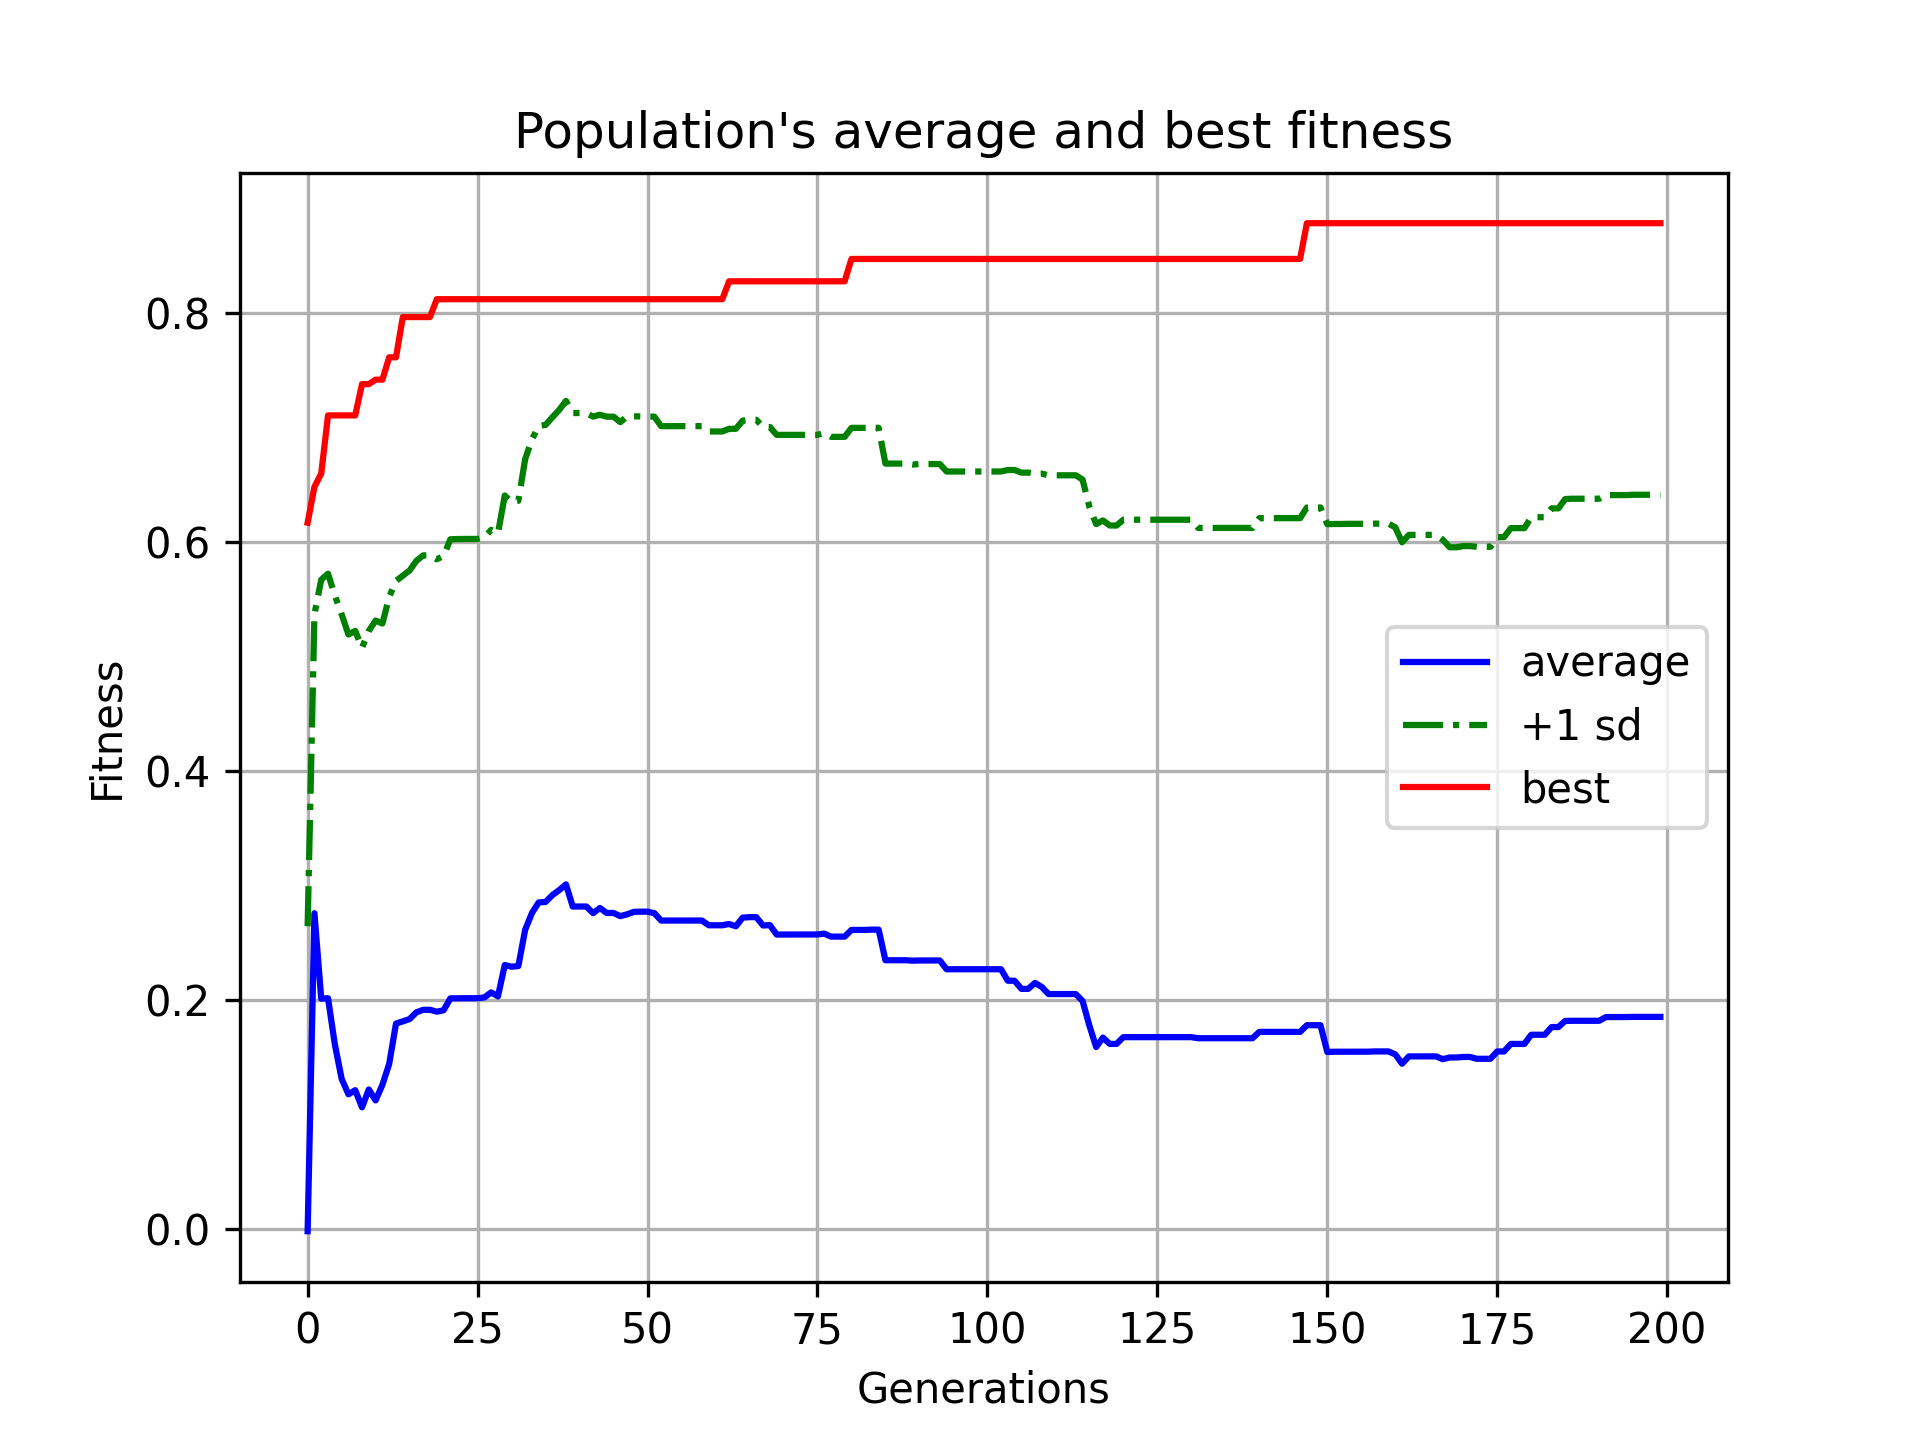 Population's average and best fitness
0.8
0.6
0.4
0.2
0.0
Fitness
average
+1 sd
best
0 25 50 75 100 125 150 175 200
Generations